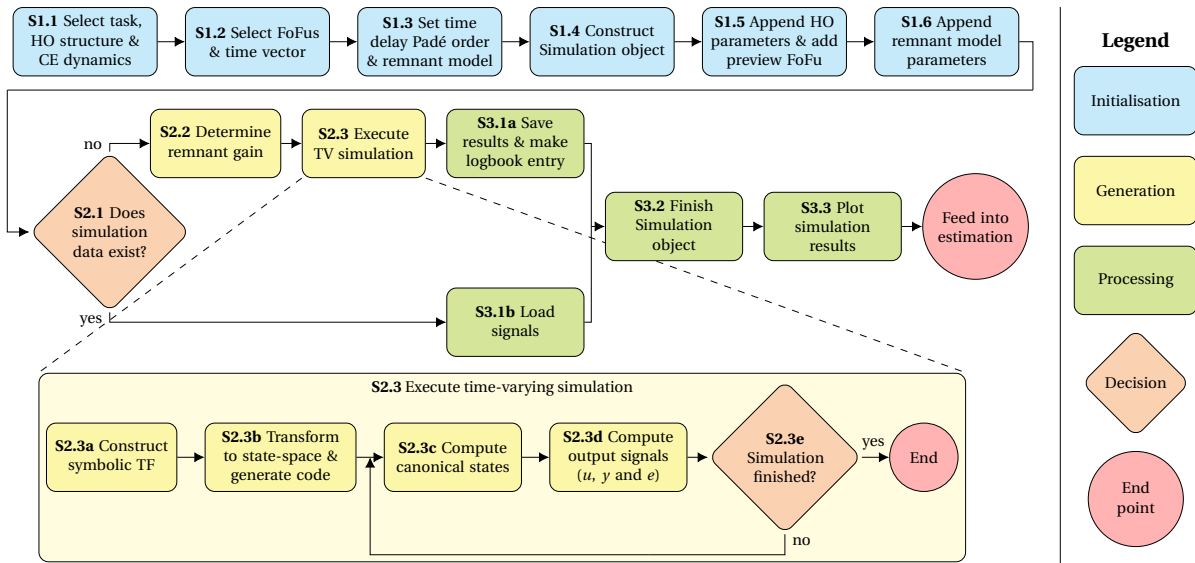 S1.1 Select task,
HO structure &
CE dynamics
S1.2 Select FoFus
& time vector
S1.3 Set time
delay Padé order
& remnant model
S1.4 Construct
Simulation object
S1.5 Append HO
parameters & add
preview FoFu
S1.6 Append
remnant model
parameters
S2.1 Does
simulation
data exist?
no
yes
S2.2 Determine
remnant gain
S2.3 Execute
TV simulation
S3.1a Save
results & make
logbook entry
S3.1b Load
signals
S3.2 Finish
Simulation
object
S3.3 Plot
simulation
results
Feed into
estimation
S2.3 Execute time-varying simulation
S2.3a Construct
symbolic TF
S2.3b Transform
to state-space &
generate code
S2.3c Compute
canonical states
S2.3d Compute
output signals
(u, y and e)
S2.3e
Simulation
finished?
yes
no
End
Legend
Initialisation
Generation
Processing
Decision
End
point